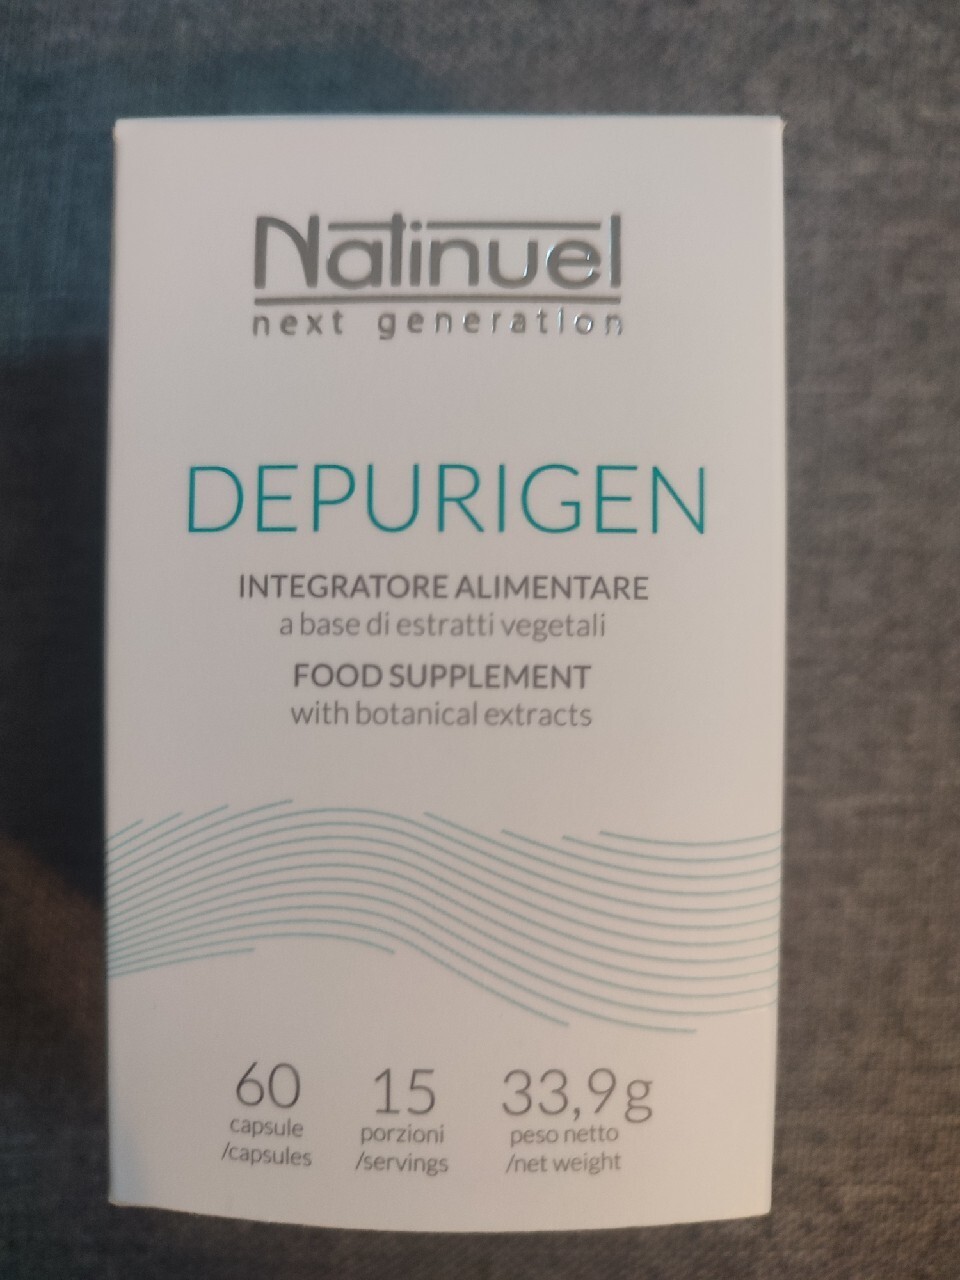 Natinuel
next generation
DEPURIGEN
INTEGRATORE ALIMENTARE
a base di estratti vegetali
FOOD SUPPLEMENT
with botanical extracts
60
capsule
/capsules
15
porzioni
/servings
33,9g
peso netto
/net weight